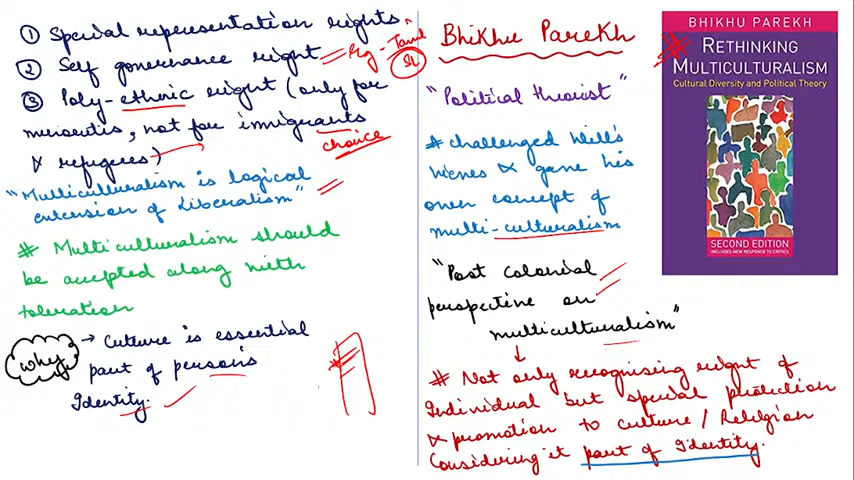 ① Special representation rights
② Self governance right
eg - Tamil
SL
③ Poly-ethnic right (only for
minorities, not for immigrants
& refugees)
choice
"Multiculturalism is logical
extension of Liberalism"
# Multiculturalism should
be accepted along with
toleration
why
→ Culture is essential
part of person's
Identity.
Bhikhu Parekh
"Political theorist"
# challenged Will's
views & gave his
own concept of
multi-culturalism
"Post colonial
perspective on
multiculturalism"
# Not only recognising right of
Individual but special protection
& promotion to culture / Religion
Considering it part of Identity.
BHIKHU PAREKH
RETHINKING
MULTICULTURALISM
Cultural Diversity and Political Theory
SECOND EDITION
INCLUDES NEW RESPONSE TO CRITICS